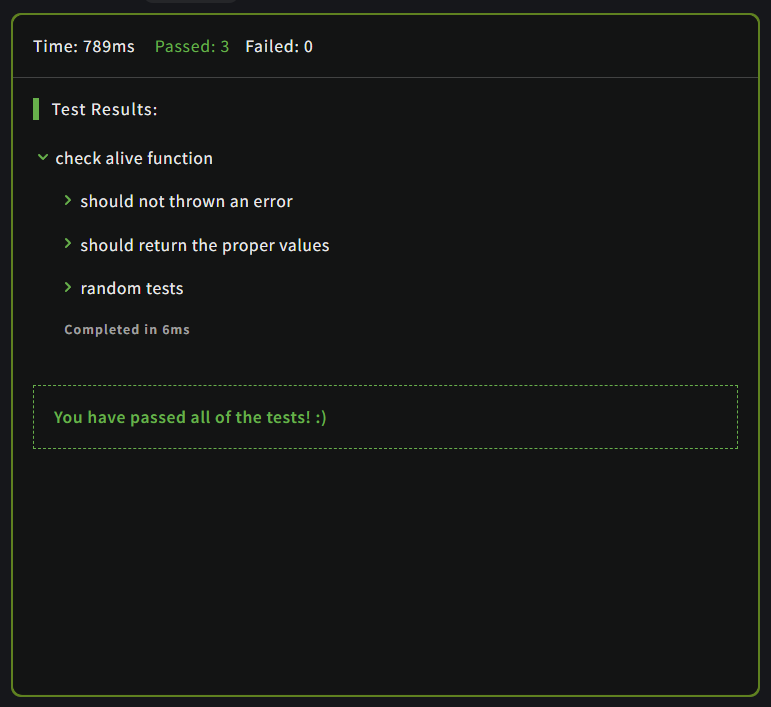 Time: 789ms Passed: 3 Failed: 0
Test Results:
check alive function
should not thrown an error
should return the proper values
random tests
Completed in 6ms
You have passed all of the tests! :)